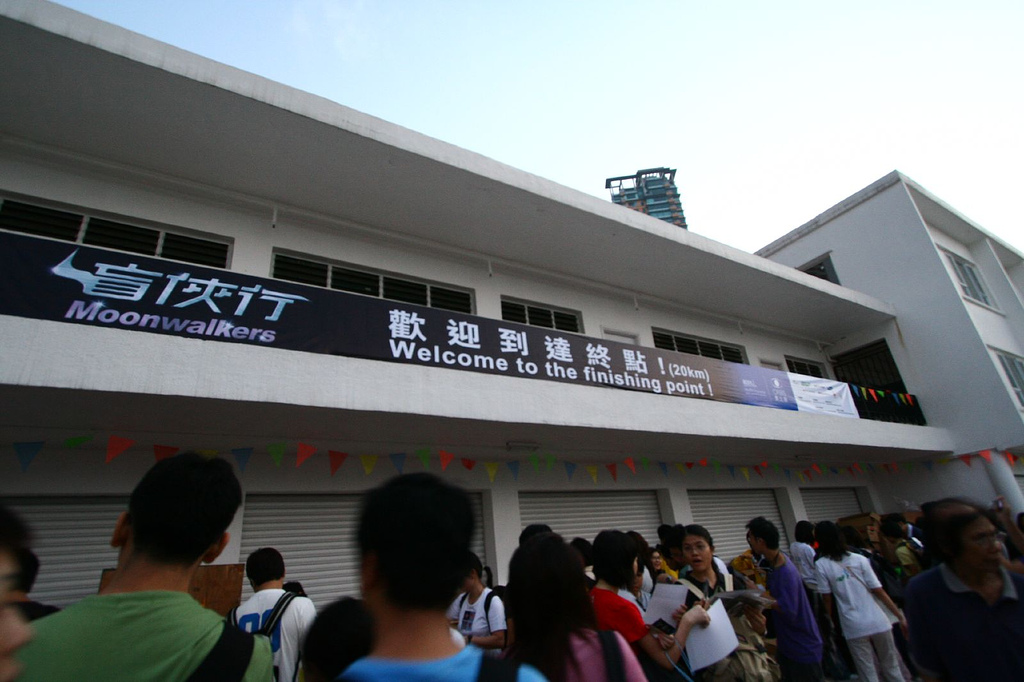 盲俠行
Moonwalkers
歡迎到達終點！(20km)
Welcome to the finishing point !